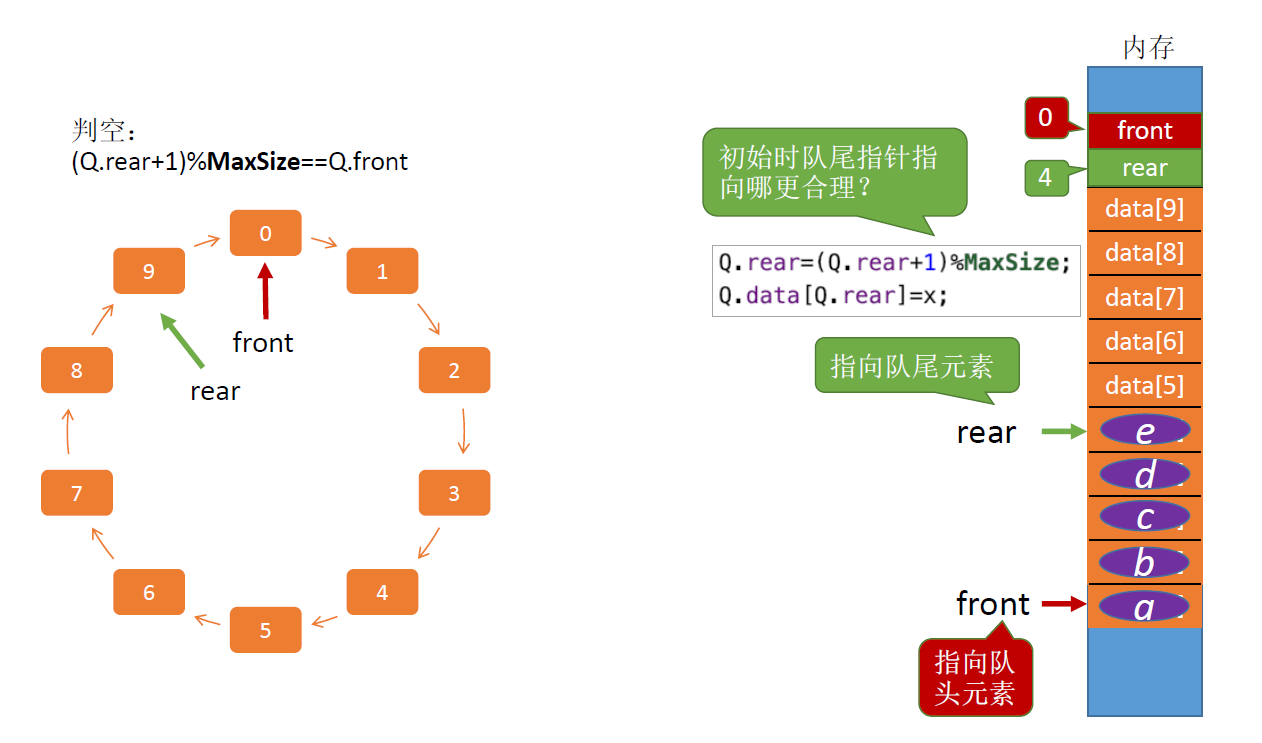 判空：
(Q.rear+1)%MaxSize==Q.front
0
1
2
3
4
5
6
7
8
9
front
rear
初始时队尾指针指
向哪更合理？
Q.rear=(Q.rear+1)%MaxSize;
Q.data[Q.rear]=x;
指向队尾元素
rear
front
指向队
头元素
内存
0
front
4
rear
data[9]
data[8]
data[7]
data[6]
data[5]
e
d
c
b
a